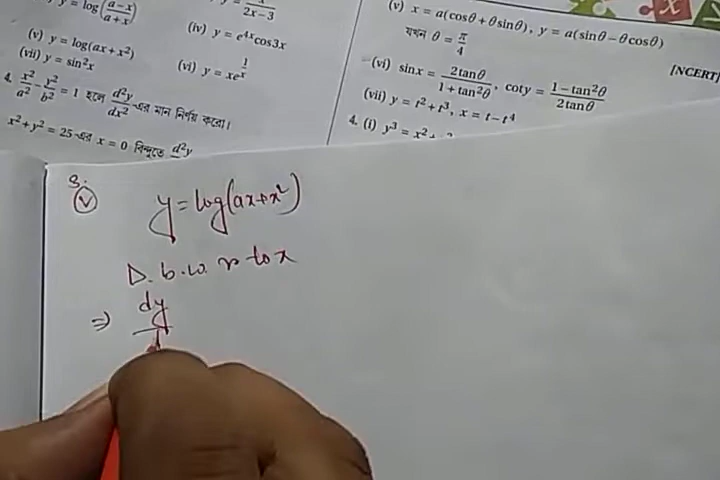 y = log(a−x / a+x)
(iv) y = e^{4x}cos3x
(v) y = log(ax+x²)
(vi) y = xe^{1/x}
(vii) y = sin²x
4. x²/a² − y²/b² = 1 হলে d²y/dx² -এর মান নির্ণয় করো।
x²+y² = 25 -এর x = 0 বিন্দুতে d²y
(v) x = a(cosθ+θsinθ), y = a(sinθ−θcosθ)
যখন θ = π/4
[NCERT]
(vi) sinx = 2tanθ/1+tan²θ, coty = 1−tan²θ/2tanθ
(vii) y = t²+t³, x = t−t⁴
4. (i) y³ = x²+
3.
(v) y = log(ax+x²)
D. b. w. r to x
⇒ dy